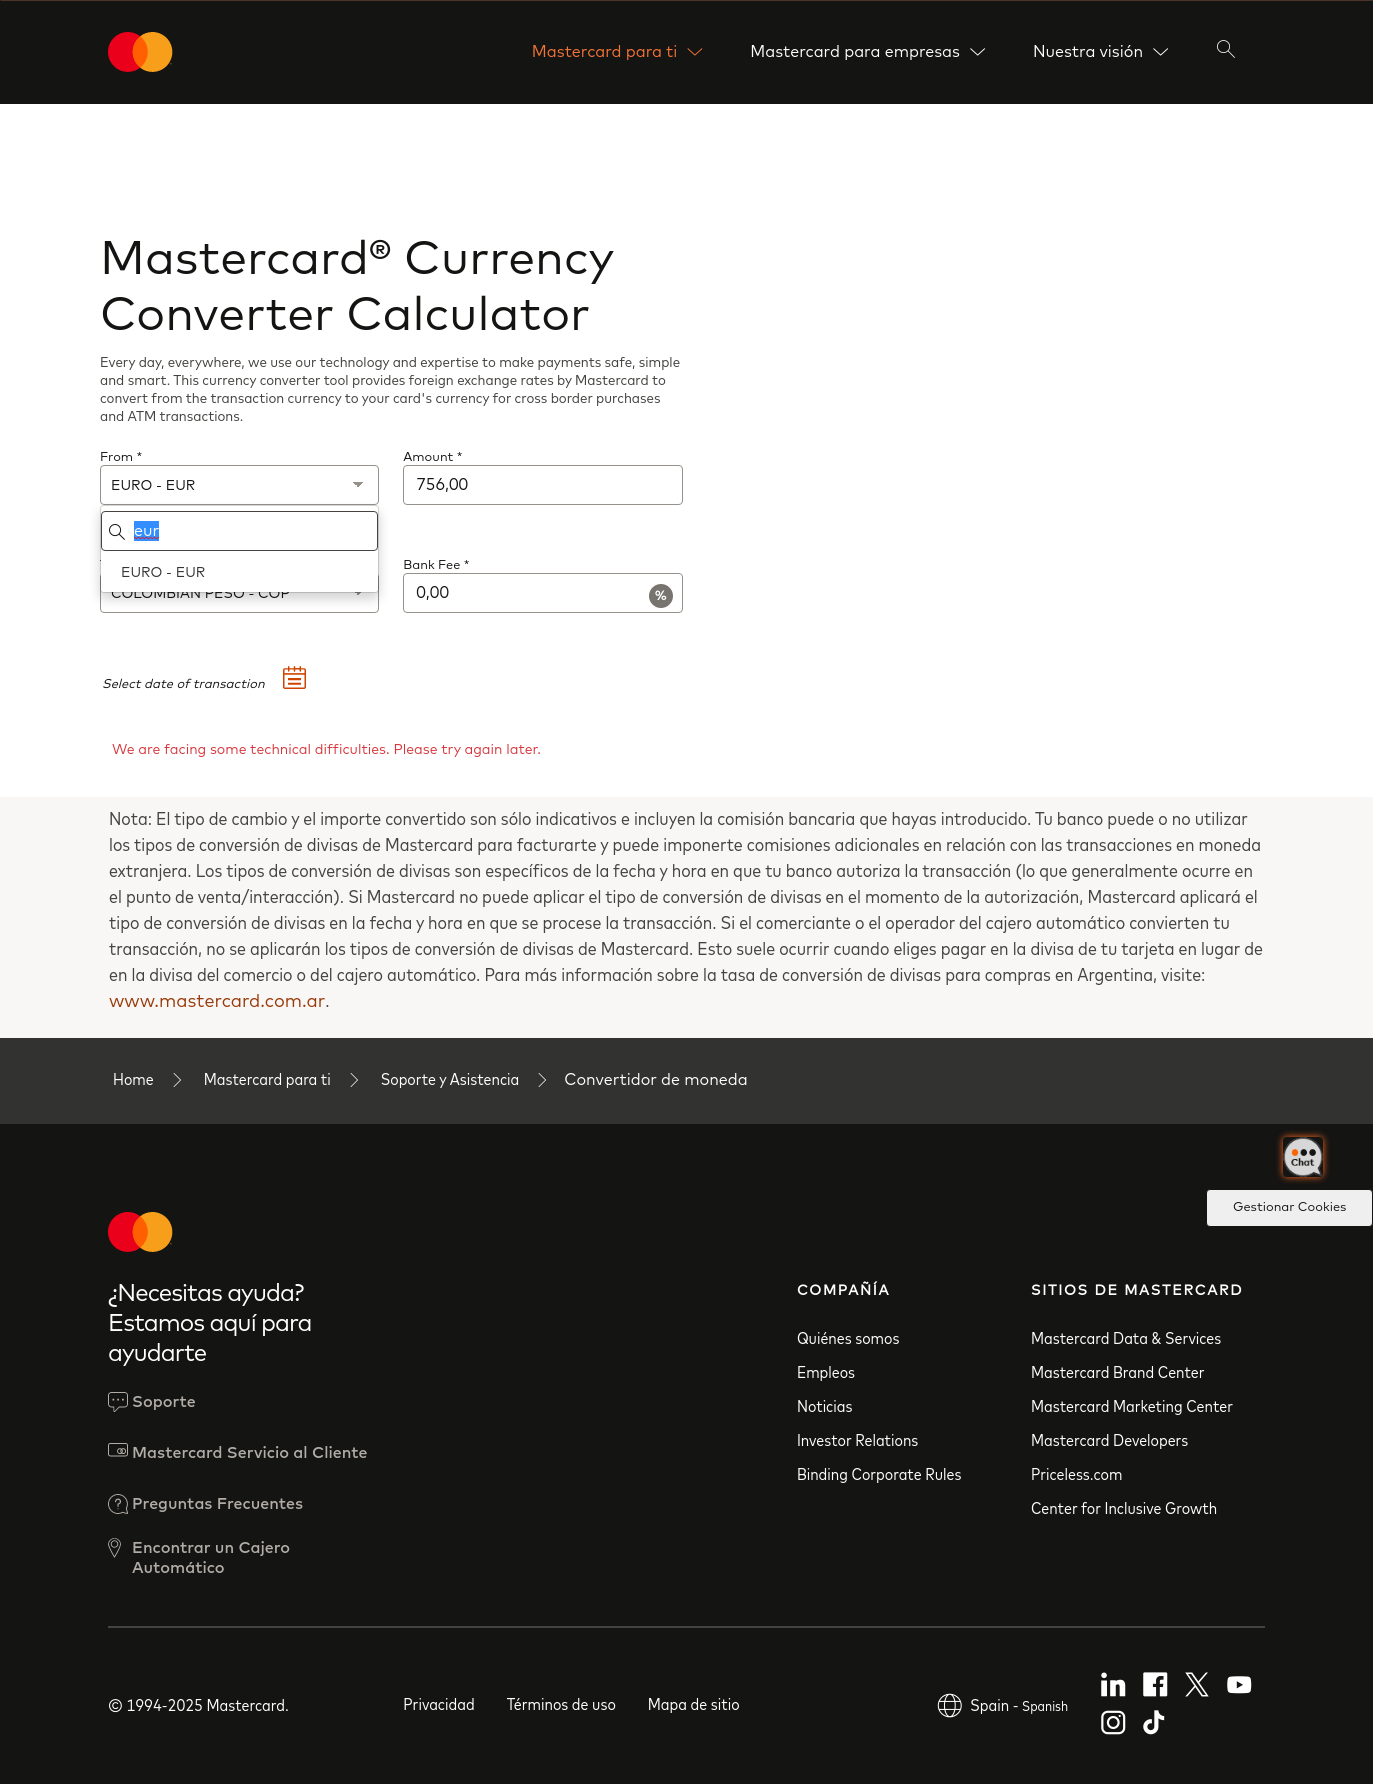 Mastercard para ti
Mastercard para empresas
Nuestra visión
Mastercard® Currency
Converter Calculator
Every day, everywhere, we use our technology and expertise to make payments safe, simple
and smart. This currency converter tool provides foreign exchange rates by Mastercard to
convert from the transaction currency to your card's currency for cross border purchases
and ATM transactions.
From *
Amount *
EURO - EUR
756,00
eur
EURO - EUR
Bank Fee *
COLOMBIAN PESO - COP
0,00
%
Select date of transaction
We are facing some technical difficulties. Please try again later.
Nota: El tipo de cambio y el importe convertido son sólo indicativos e incluyen la comisión bancaria que hayas introducido. Tu banco puede o no utilizar
los tipos de conversión de divisas de Mastercard para facturarte y puede imponerte comisiones adicionales en relación con las transacciones en moneda
extranjera. Los tipos de conversión de divisas son específicos de la fecha y hora en que tu banco autoriza la transacción (lo que generalmente ocurre en
el punto de venta/interacción). Si Mastercard no puede aplicar el tipo de conversión de divisas en el momento de la autorización, Mastercard aplicará el
tipo de conversión de divisas en la fecha y hora en que se procese la transacción. Si el comerciante o el operador del cajero automático convierten tu
transacción, no se aplicarán los tipos de conversión de divisas de Mastercard. Esto suele ocurrir cuando eliges pagar en la divisa de tu tarjeta en lugar de
en la divisa del comercio o del cajero automático. Para más información sobre la tasa de conversión de divisas para compras en Argentina, visite:
www.mastercard.com.ar.
Home
Mastercard para ti
Soporte y Asistencia
Convertidor de moneda
Chat
Gestionar Cookies
¿Necesitas ayuda?
Estamos aquí para
ayudarte
Soporte
Mastercard Servicio al Cliente
Preguntas Frecuentes
Encontrar un Cajero
Automático
COMPAÑÍA
Quiénes somos
Empleos
Noticias
Investor Relations
Binding Corporate Rules
SITIOS DE MASTERCARD
Mastercard Data & Services
Mastercard Brand Center
Mastercard Marketing Center
Mastercard Developers
Priceless.com
Center for Inclusive Growth
© 1994-2025 Mastercard.
Privacidad
Términos de uso
Mapa de sitio
Spain - Spanish